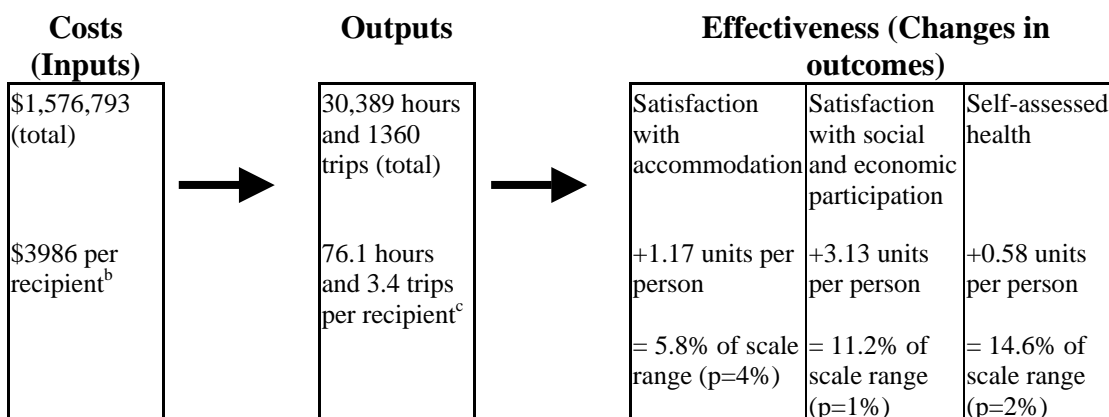 Costs
(Inputs)
Outputs
Effectiveness (Changes in
outcomes)
$1,576,793
(total)
$3986 per
recipientb
30,389 hours
and 1360
trips (total)
76.1 hours
and 3.4 trips
per recipientc
Satisfaction
with
accommodation
+1.17 units per
person
= 5.8% of scale
range (p=4%)
Satisfaction
with social
and economic
participation
+3.13 units
per person
= 11.2% of
scale range
(p=1%)
Self-assessed
health
+0.58 units
per person
= 14.6% of
scale range
(p=2%)